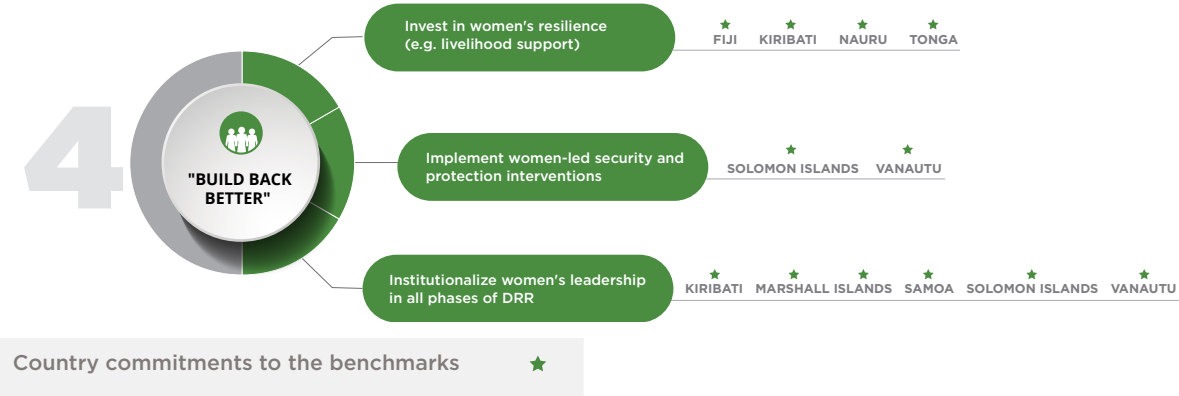 4
"BUILD BACK
BETTER"
Invest in women's resilience
(e.g. livelihood support)
FIJI KIRIBATI NAURU TONGA
Implement women-led security and
protection interventions
SOLOMON ISLANDS VANAUTU
Institutionalize women's leadership
in all phases of DRR
KIRIBATI MARSHALL ISLANDS SAMOA SOLOMON ISLANDS VANAUTU
Country commitments to the benchmarks